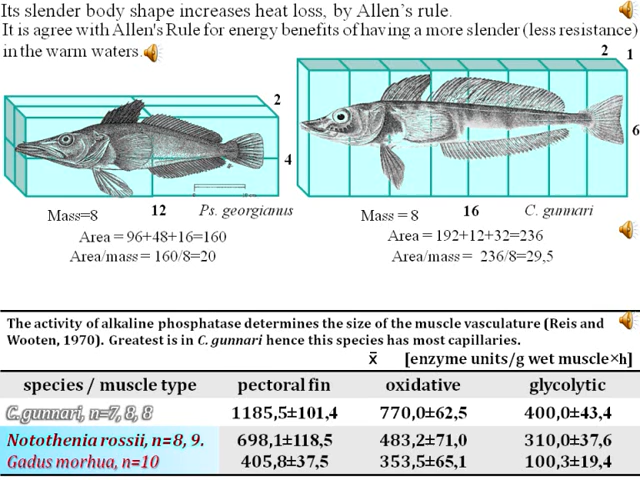 Its slender body shape increases heat loss, by Allen's rule.
It is agree with Allen's Rule for energy benefits of having a more slender (less resistance)
in the warm waters.
2
4
12
Ps. georgianus
Mass=8
Area = 96+48+16=160
Area/mass = 160/8=20
2
1
6
16
C. gunnari
Mass = 8
Area = 192+12+32=236
Area/mass = 236/8=29,5
The activity of alkaline phosphatase determines the size of the muscle vasculature (Reis and
Wooten, 1970). Greatest is in C. gunnari hence this species has most capillaries.
x̄ [enzyme units/g wet muscle×h]
species / muscle type pectoral fin oxidative glycolytic
C.gunnari, n=7, 8, 8 1185,5±101,4 770,0±62,5 400,0±43,4
Notothenia rossii, n=8, 9. 698,1±118,5 483,2±71,0 310,0±37,6
Gadus morhua, n=10 405,8±37,5 353,5±65,1 100,3±19,4